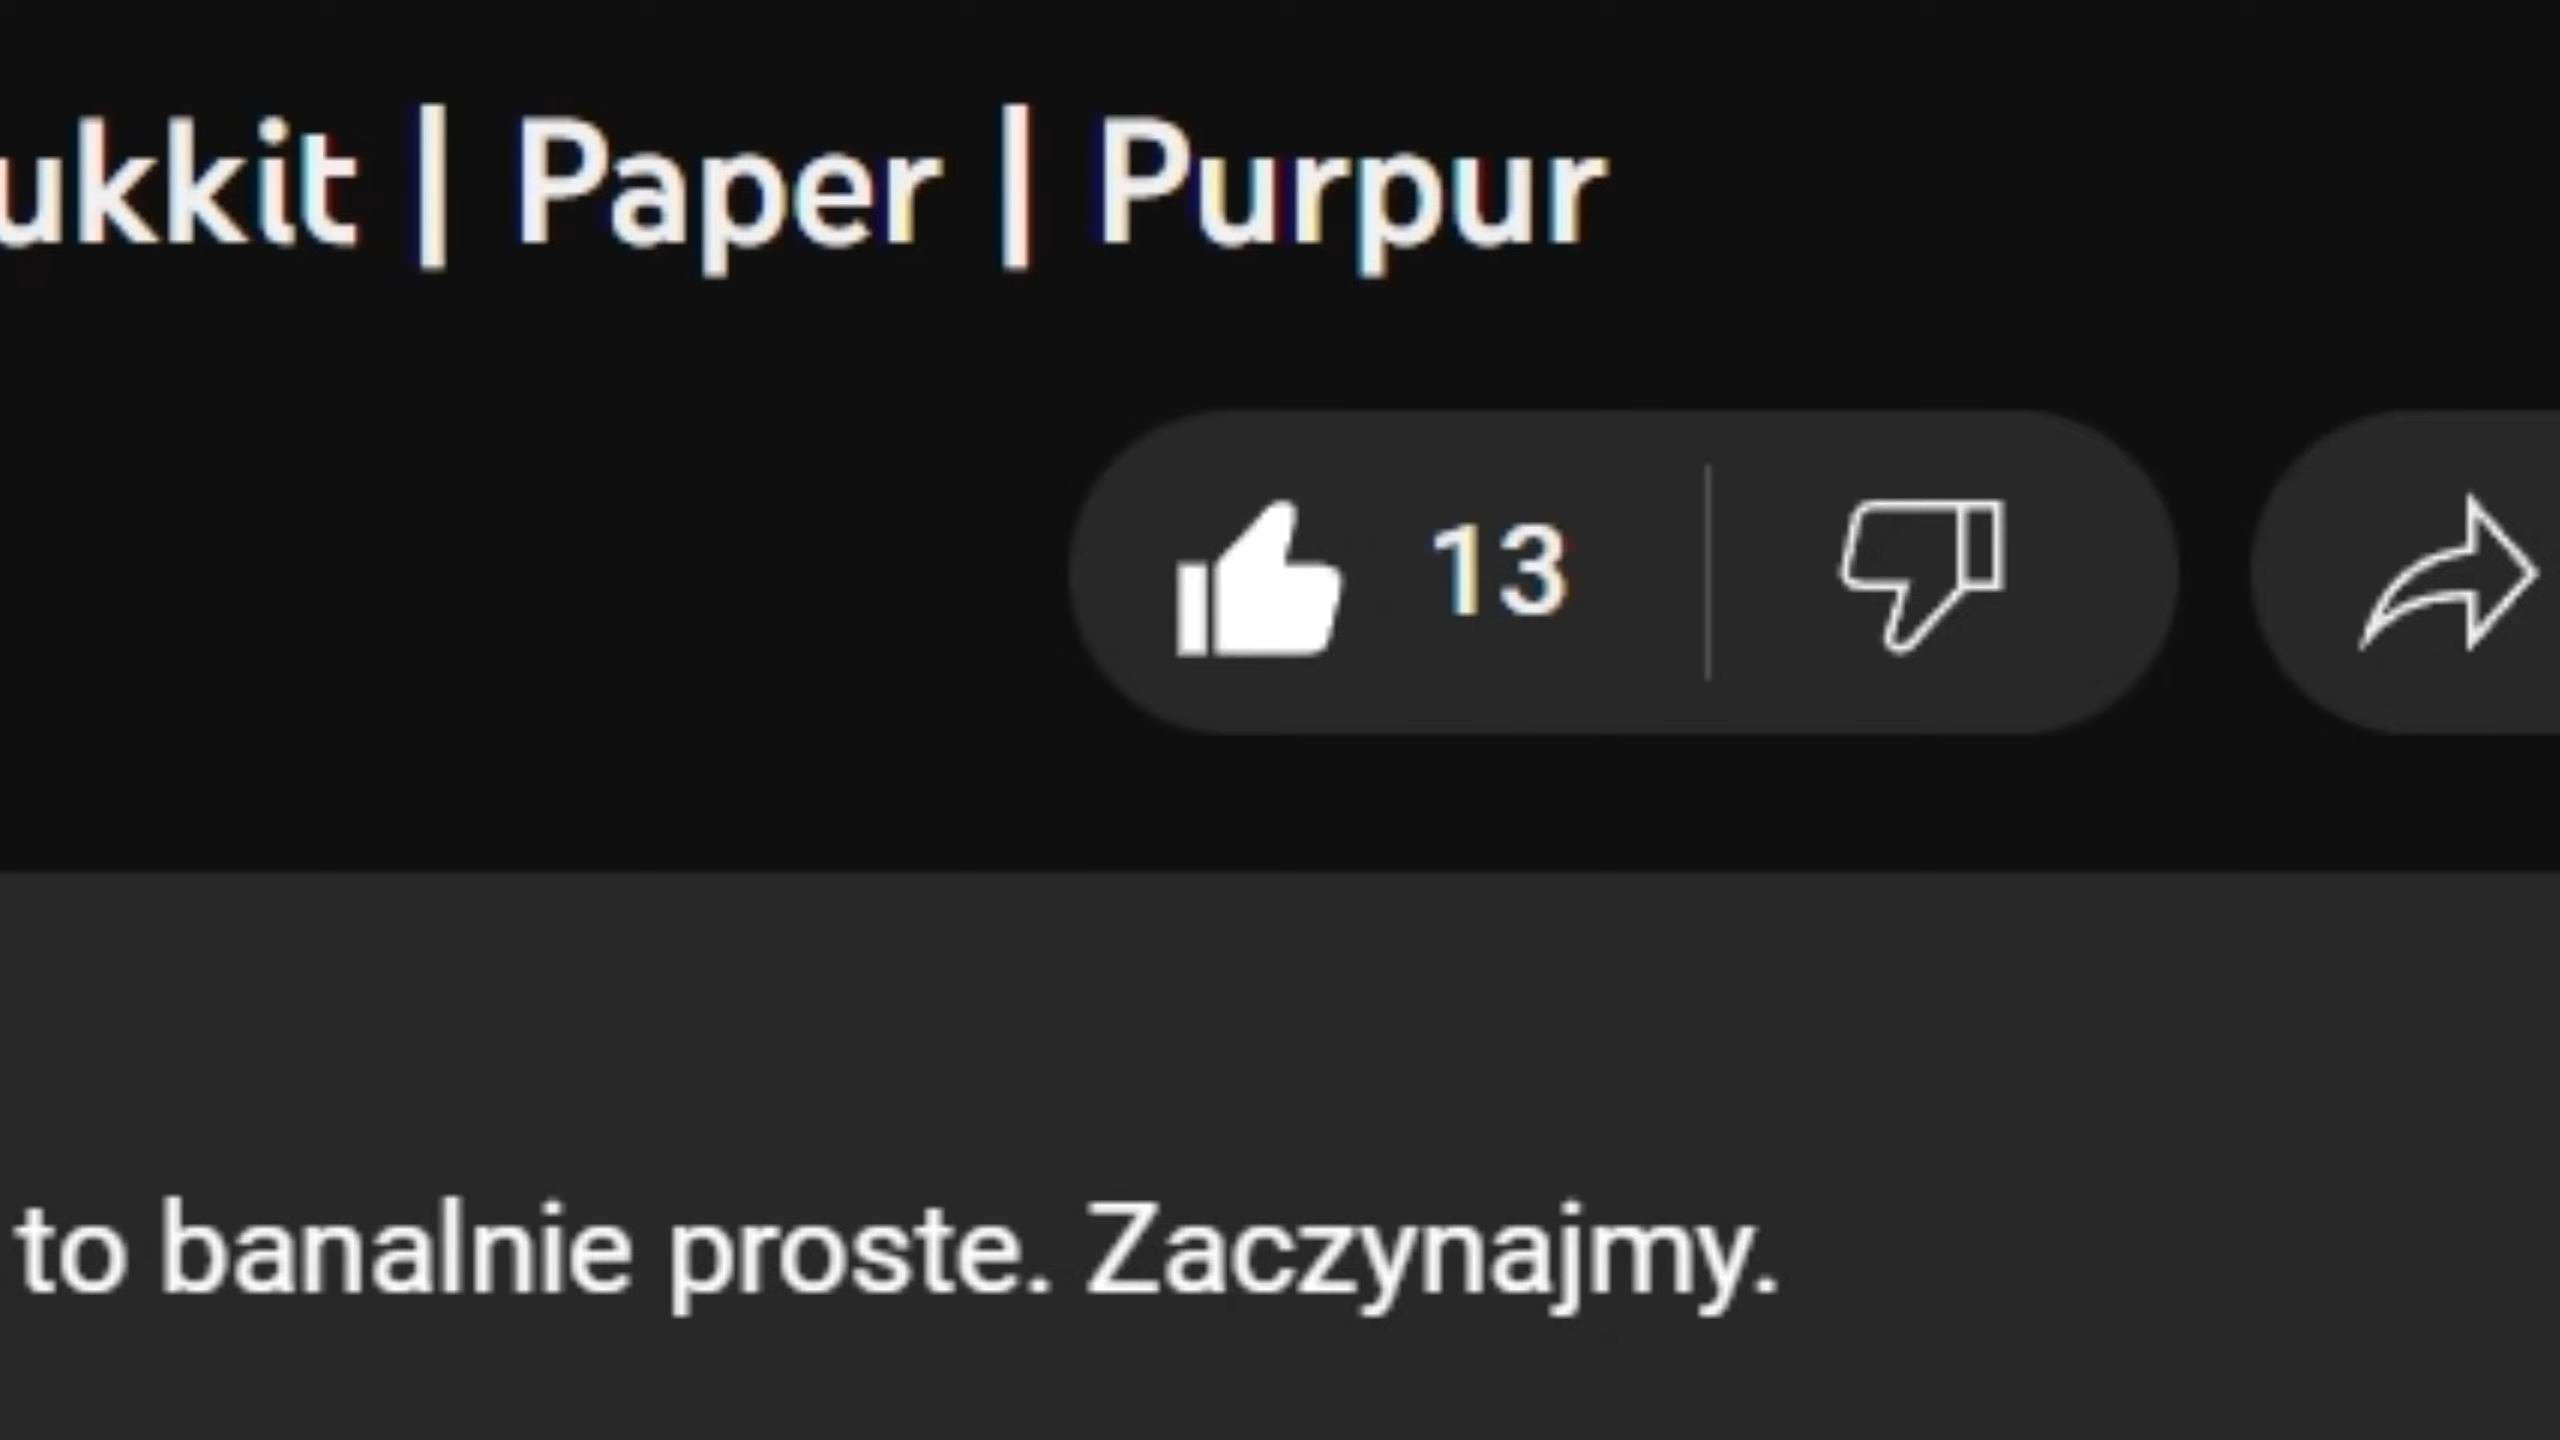 ukkit | Paper | Purpur
13
to banalnie proste. Zaczynajmy.